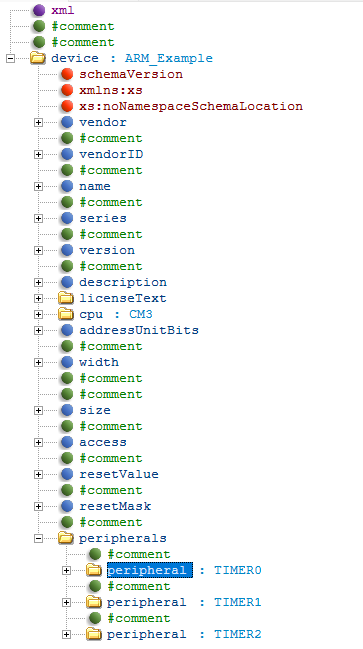 xml
#comment
#comment
device : ARM_Example
schemaVersion
xmlns:xs
xs:noNamespaceSchemaLocation
vendor
#comment
vendorID
#comment
name
#comment
series
#comment
version
#comment
description
licenseText
cpu : CM3
addressUnitBits
#comment
width
#comment
#comment
size
#comment
access
#comment
resetValue
#comment
resetMask
#comment
peripherals
#comment
peripheral : TIMER0
#comment
peripheral : TIMER1
#comment
peripheral : TIMER2